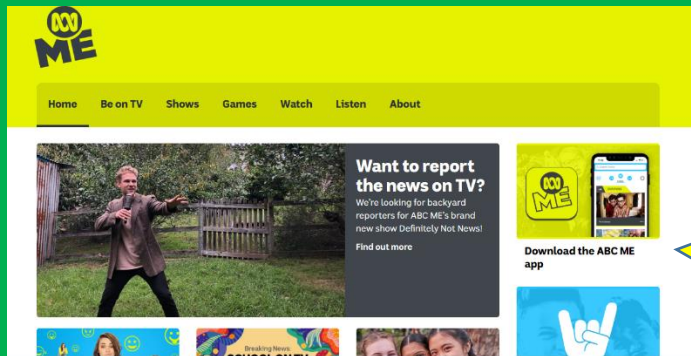 ME
Home Be on TV Shows Games Watch Listen About
Want to report
the news on TV?
We're looking for backyard
reporters for ABC ME's brand
new show Definitely Not News!
Find out more
ME
Download the ABC ME
app
Breaking News: